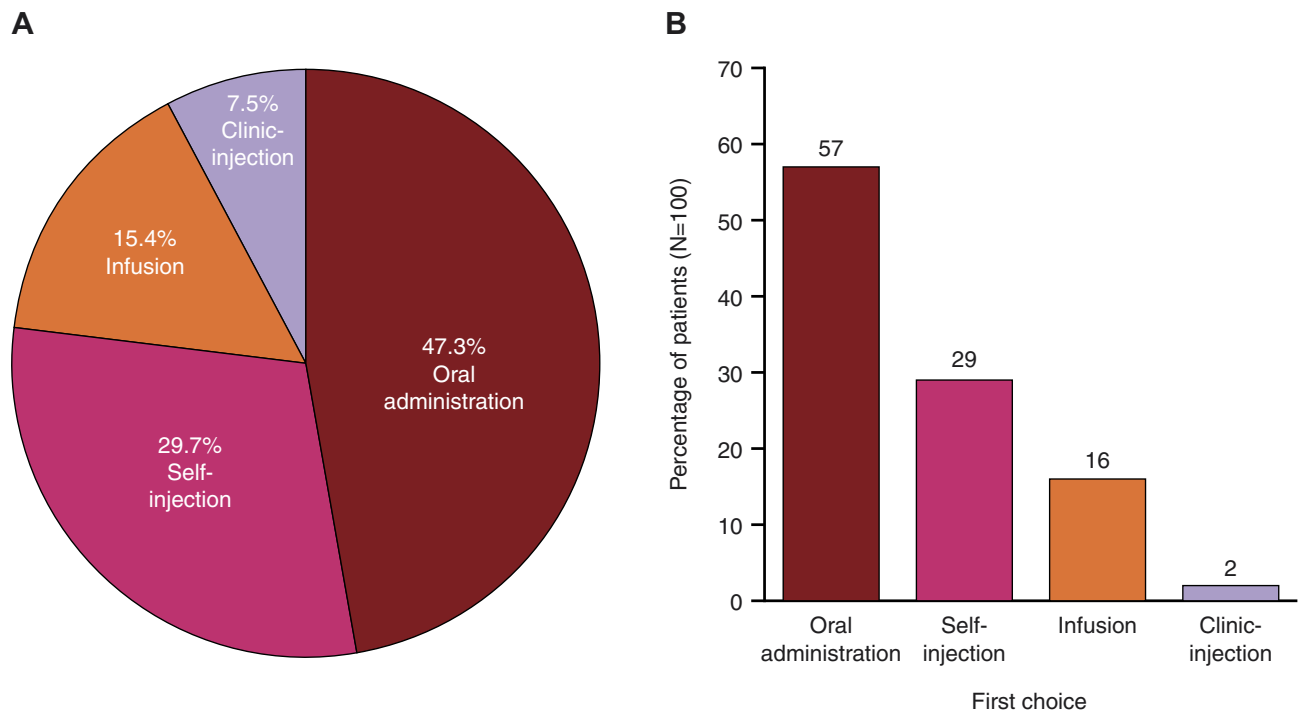 A
7.5%
Clinic-
injection
15.4%
Infusion
47.3%
Oral
administration
29.7%
Self-
injection
B
Percentage of patients (N=100)
70
60
50
40
30
20
10
0
57
29
16
2
Oral
administration
Self-
injection
Infusion
Clinic-
injection
First choice